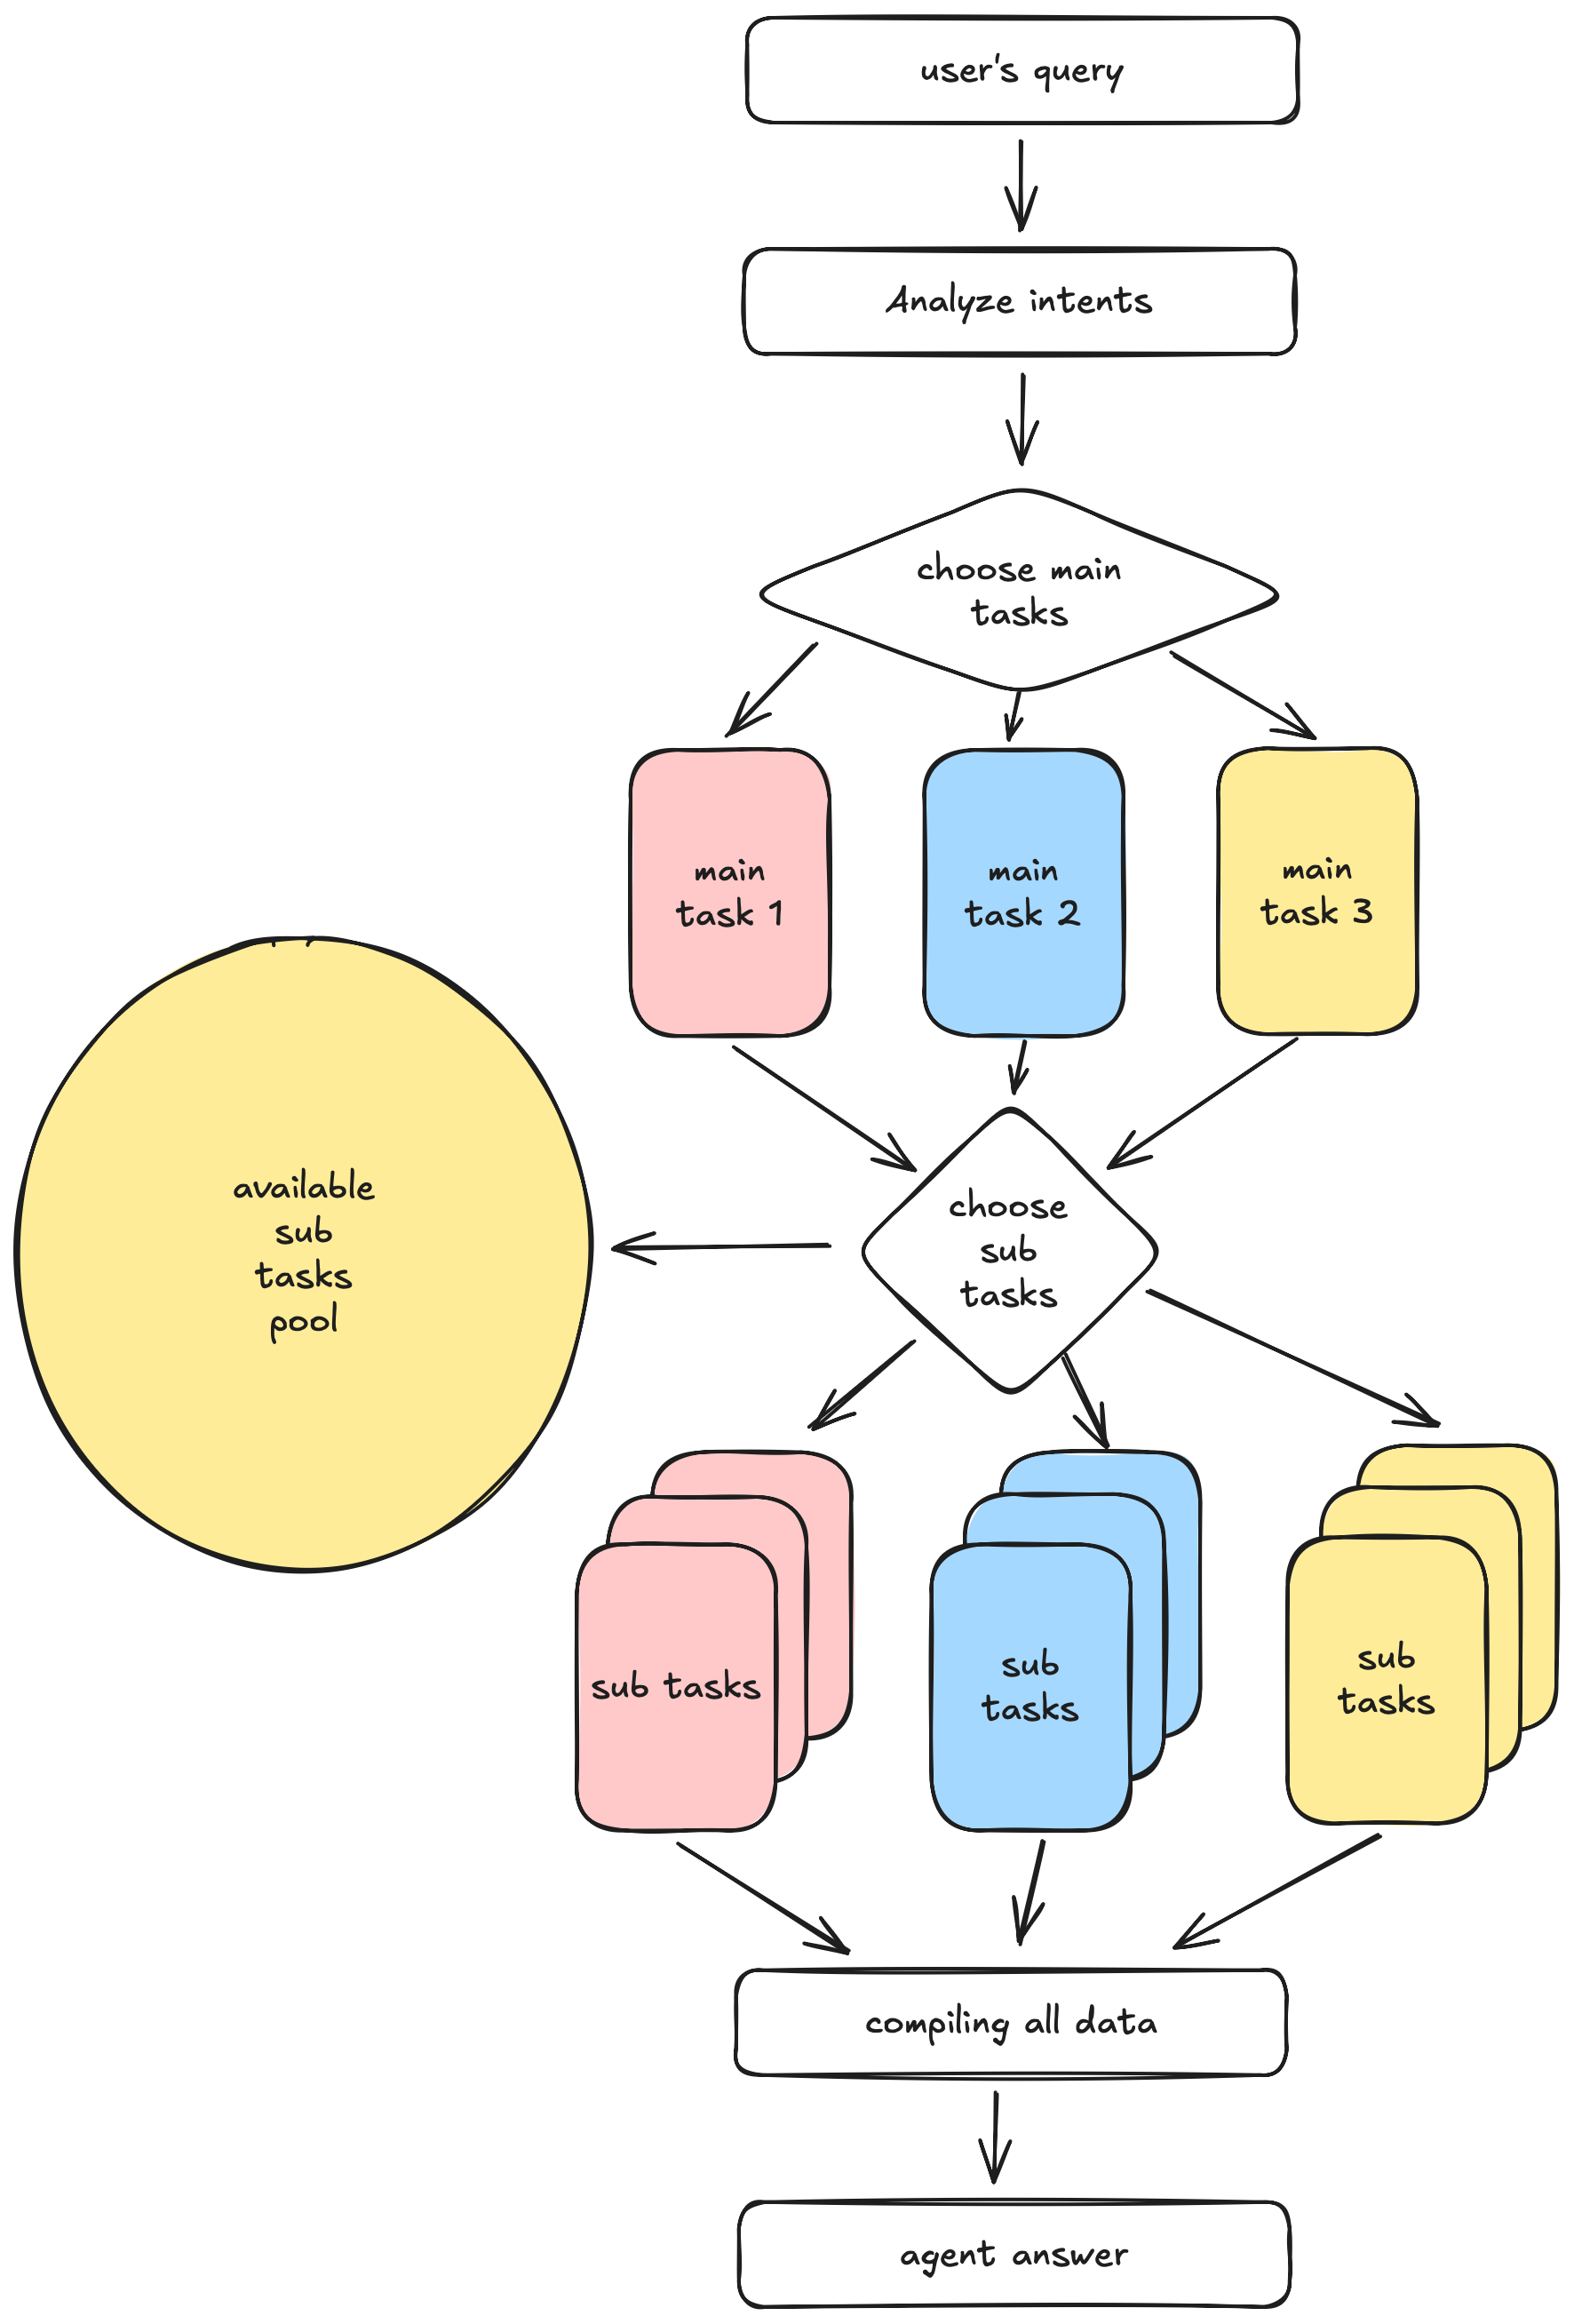 user's query
Analyze intents
choose main
tasks
main
task 1
main
task 2
main
task 3
available
sub
tasks
pool
choose
sub
tasks
sub tasks
sub
tasks
sub
tasks
compiling all data
agent answer